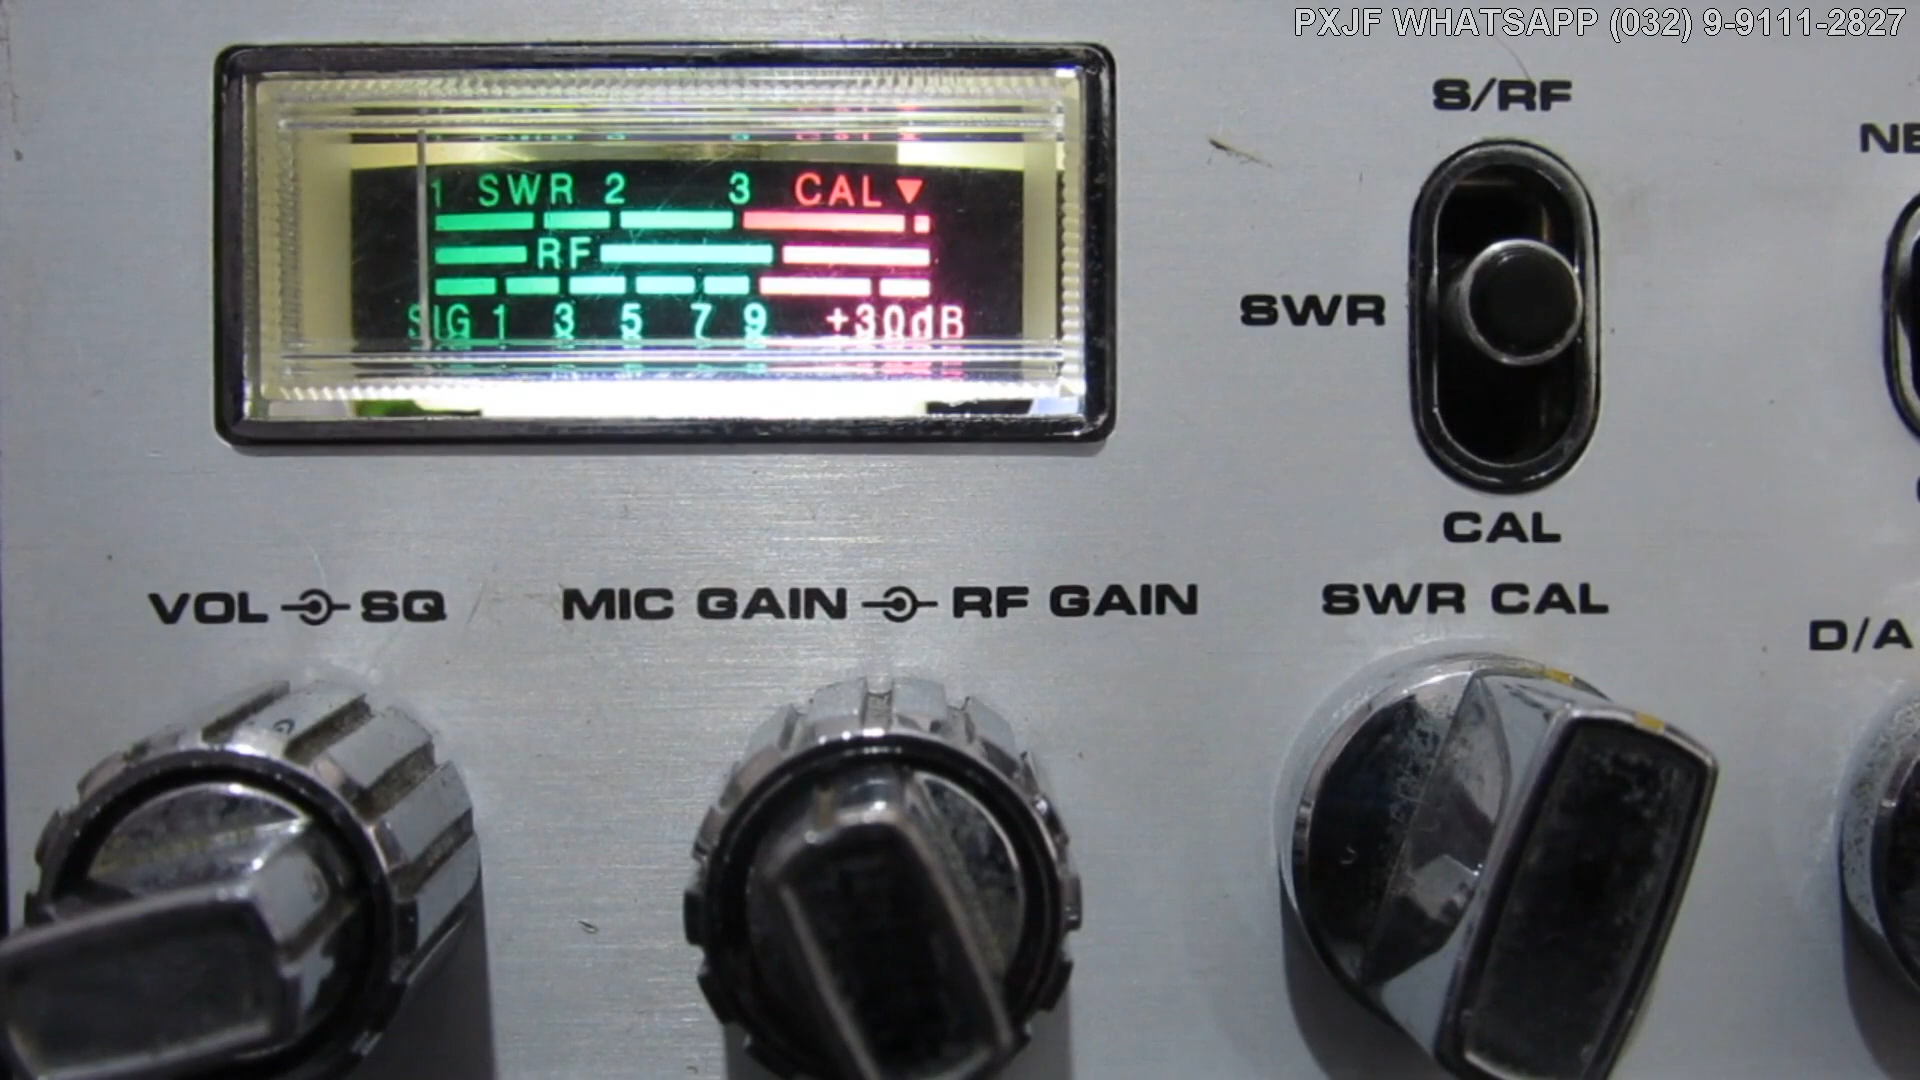 PXJF WHATSAPP (032) 9-9111-2827
S/RF
NE
1 SWR 2 3 CAL▼
RF
SIG 1 3 5 7 9 +30dB
SWR
CAL
VOL SQ
MIC GAIN RF GAIN
SWR CAL
D/A